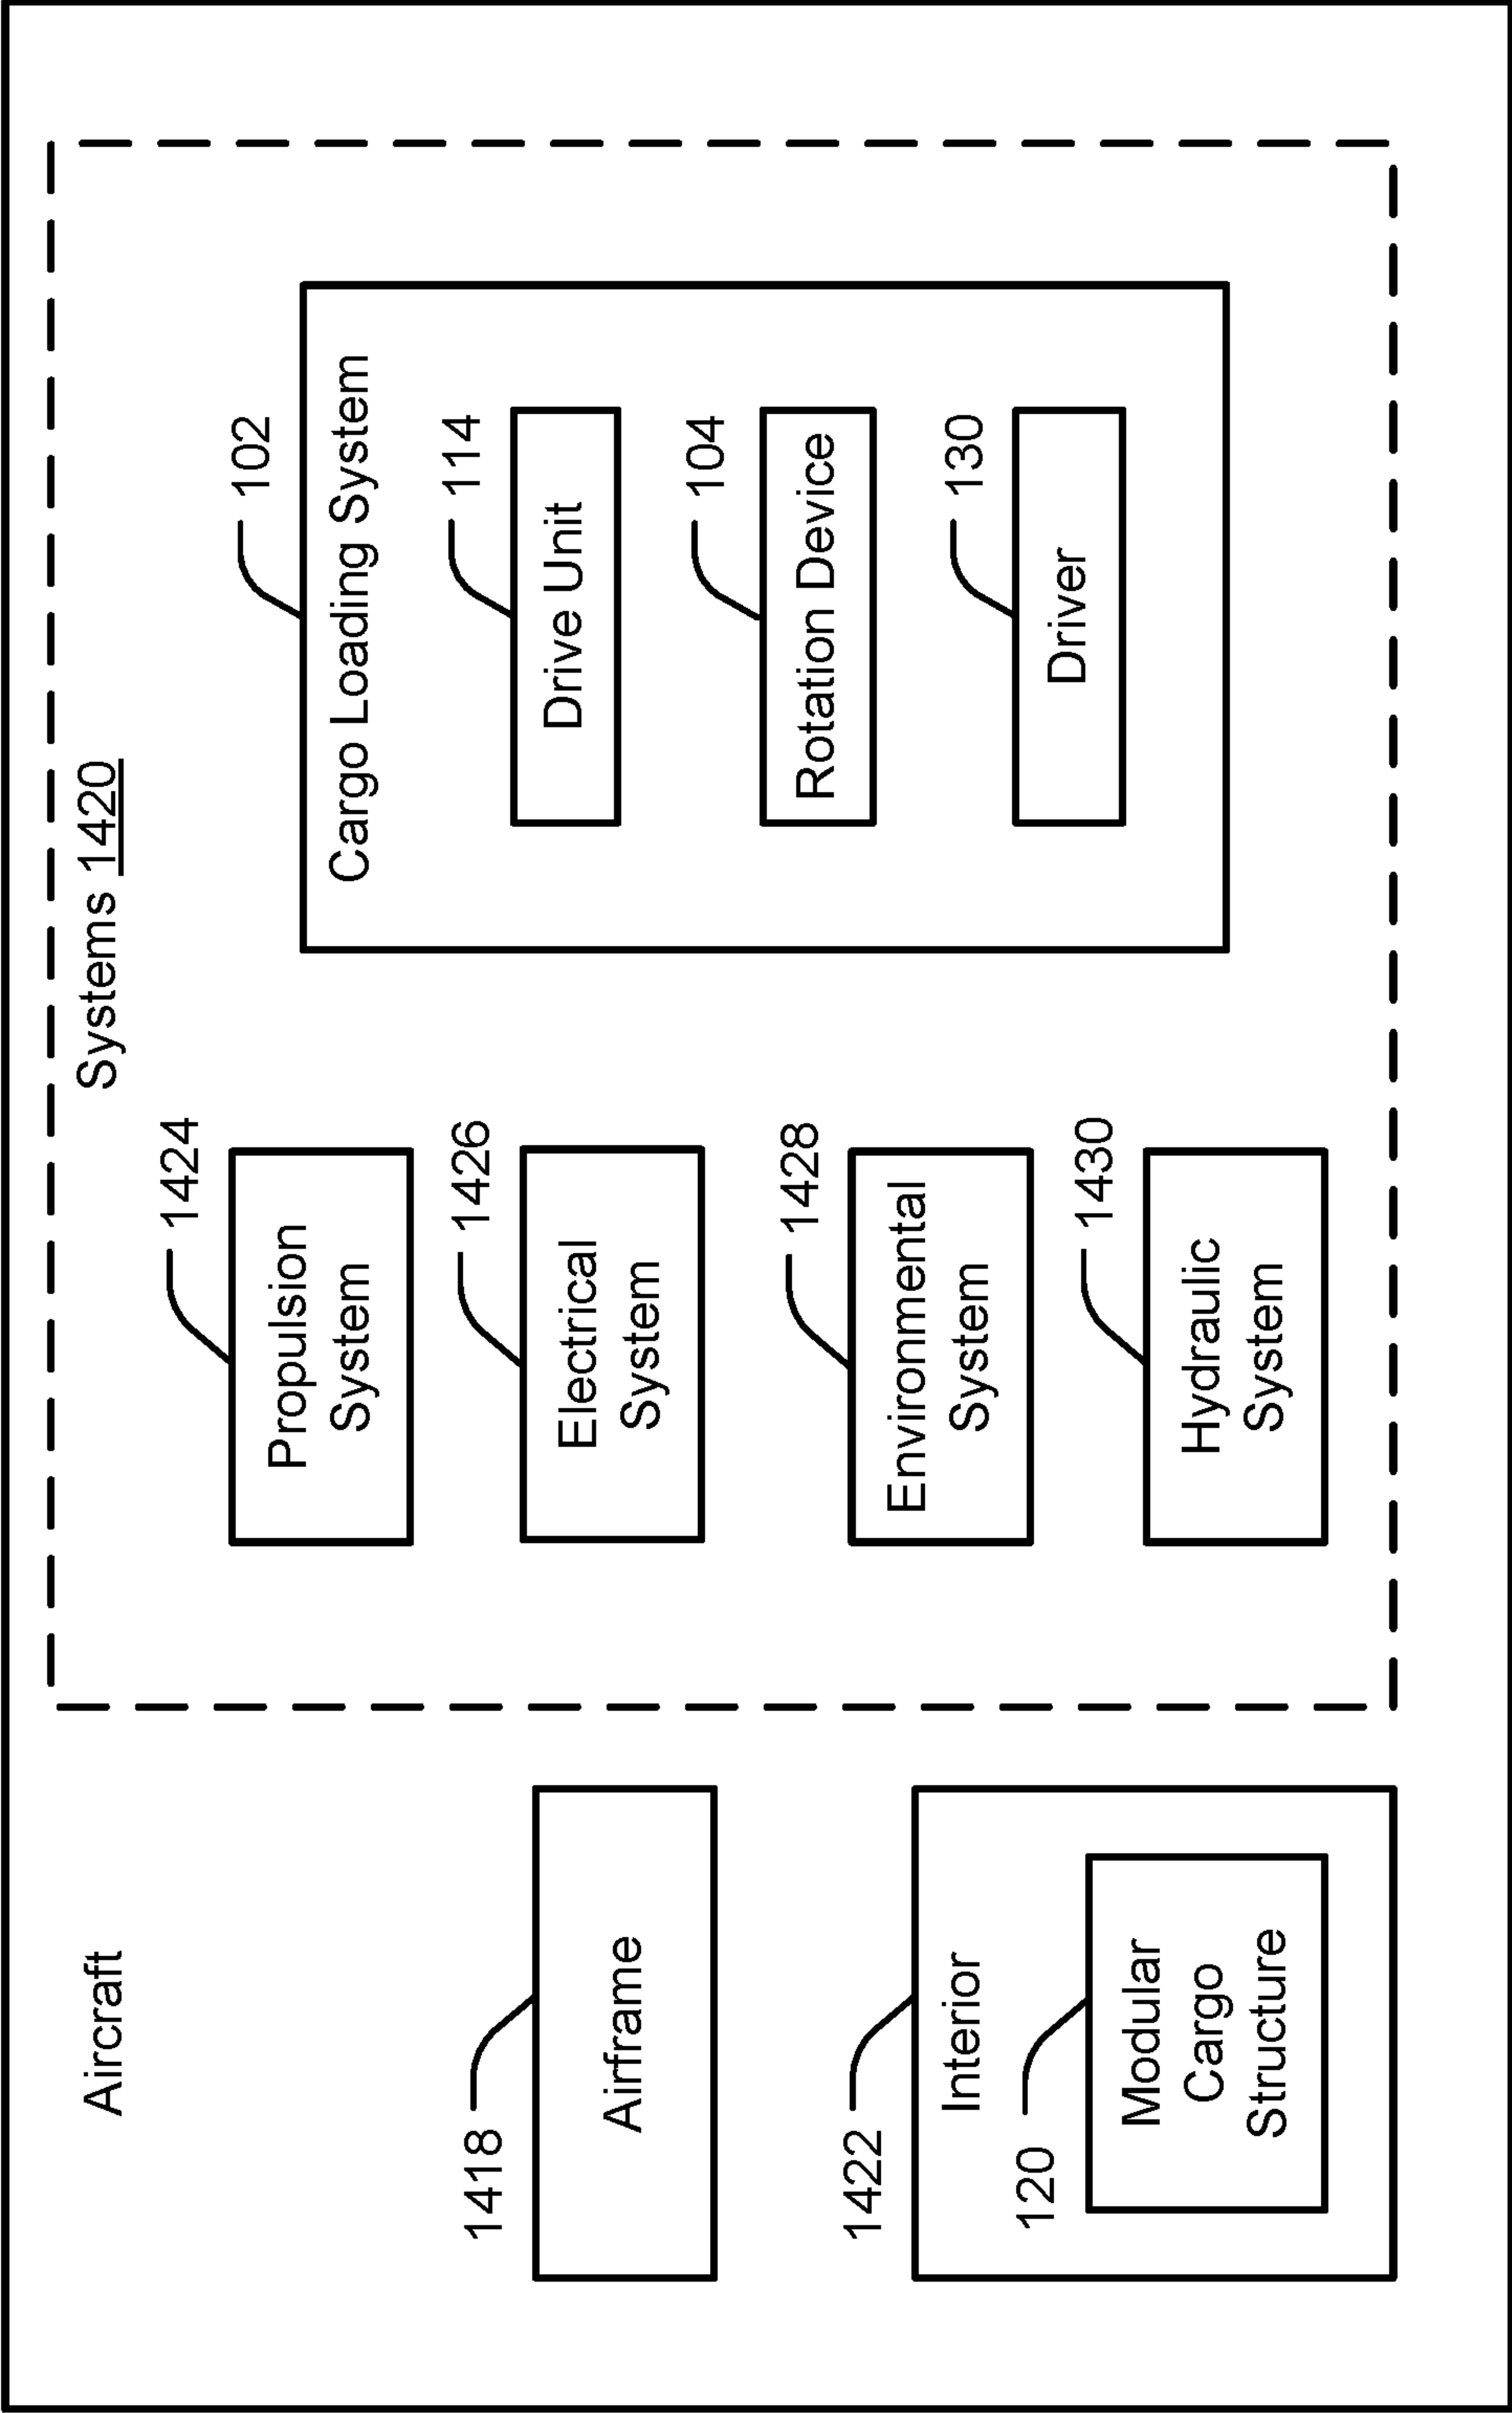 Aircraft
1418
Airframe
1422
Interior
120
Modular
Cargo
Structure
Systems 1420
1424
Propulsion
System
1426
Electrical
System
1428
Environmental
System
1430
Hydraulic
System
102
Cargo Loading System
114
Drive Unit
104
Rotation Device
130
Driver